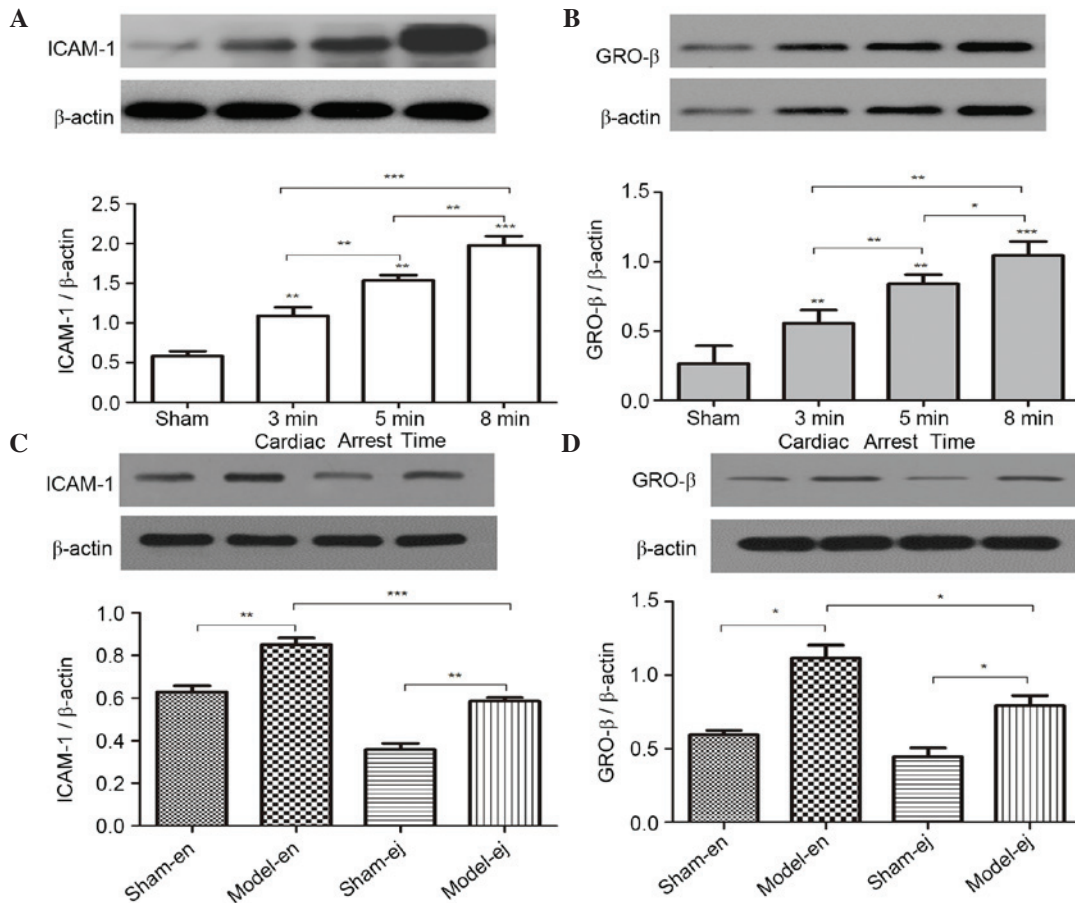 A
ICAM-1
β-actin
***
**
**
***
**
**
2.5
2.0
1.5
1.0
0.5
0.0
ICAM-1 / β-actin
Sham 3 min 5 min 8 min
Cardiac Arrest Time
B
GRO-β
β-actin
**
*
**
***
**
**
1.5
1.0
0.5
0.0
GRO-β / β-actin
Sham 3 min 5 min 8 min
Cardiac Arrest Time
C
ICAM-1
β-actin
***
**
**
1.0
0.8
0.6
0.4
0.2
0.0
ICAM-1 / β-actin
Sham-en Model-en Sham-ej Model-ej
D
GRO-β
β-actin
*
*
*
1.5
1.0
0.5
0.0
GRO-β / β-actin
Sham-en Model-en Sham-ej Model-ej